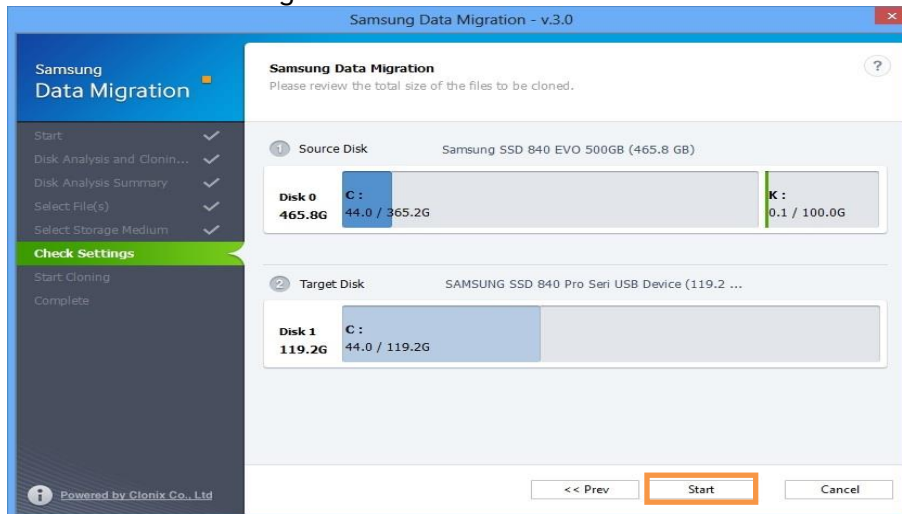 Samsung Data Migration - v.3.0
Samsung
Data Migration
Samsung Data Migration
Please review the total size of the files to be cloned.
?
Start
Disk Analysis and Clonin...
Disk Analysis Summary
Select File(s)
Select Storage Medium
Check Settings
Start Cloning
Complete
1 Source Disk Samsung SSD 840 EVO 500GB (465.8 GB)
Disk 0
465.8G
C :
44.0 / 365.2G
K :
0.1 / 100.0G
2 Target Disk SAMSUNG SSD 840 Pro Seri USB Device (119.2 ...
Disk 1
119.2G
C :
44.0 / 119.2G
i Powered by Clonix Co., Ltd
<< Prev
Start
Cancel